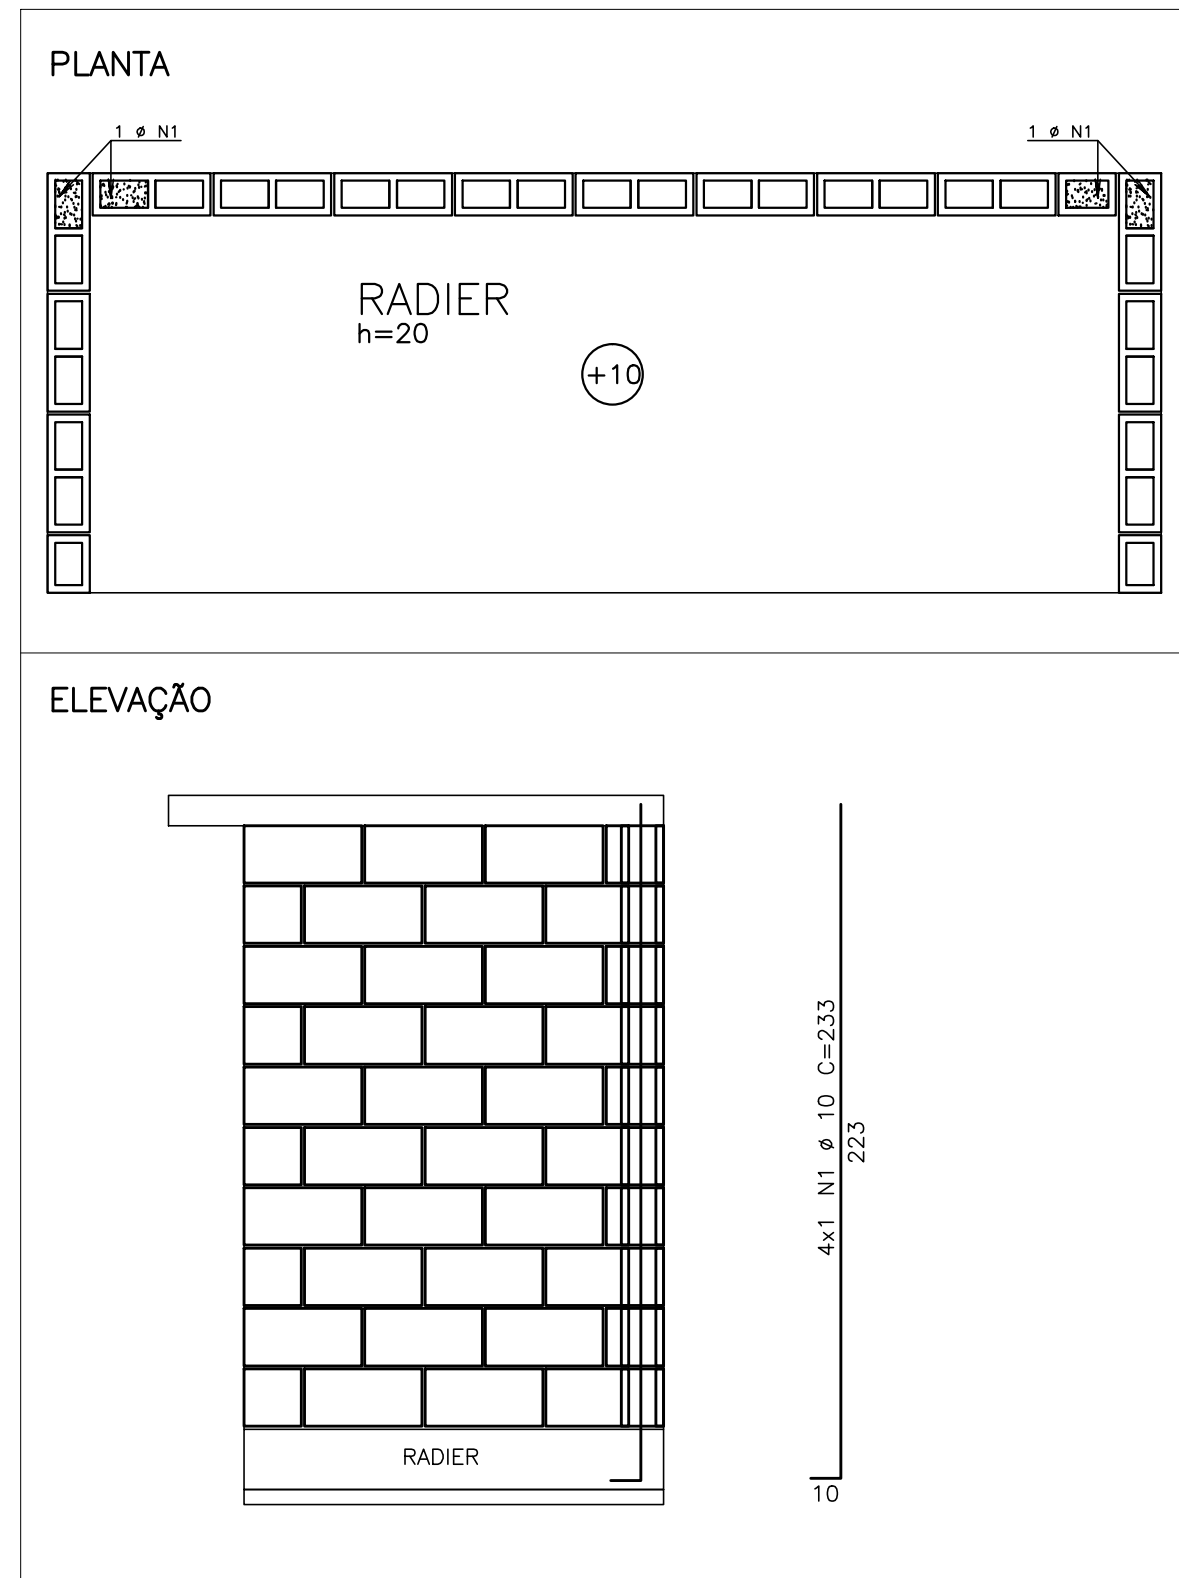 PLANTA
1 ø N1
1 ø N1
RADIER
h=20
+10
ELEVAÇÃO
4x1 N1 ø 10 C=233
223
RADIER
10